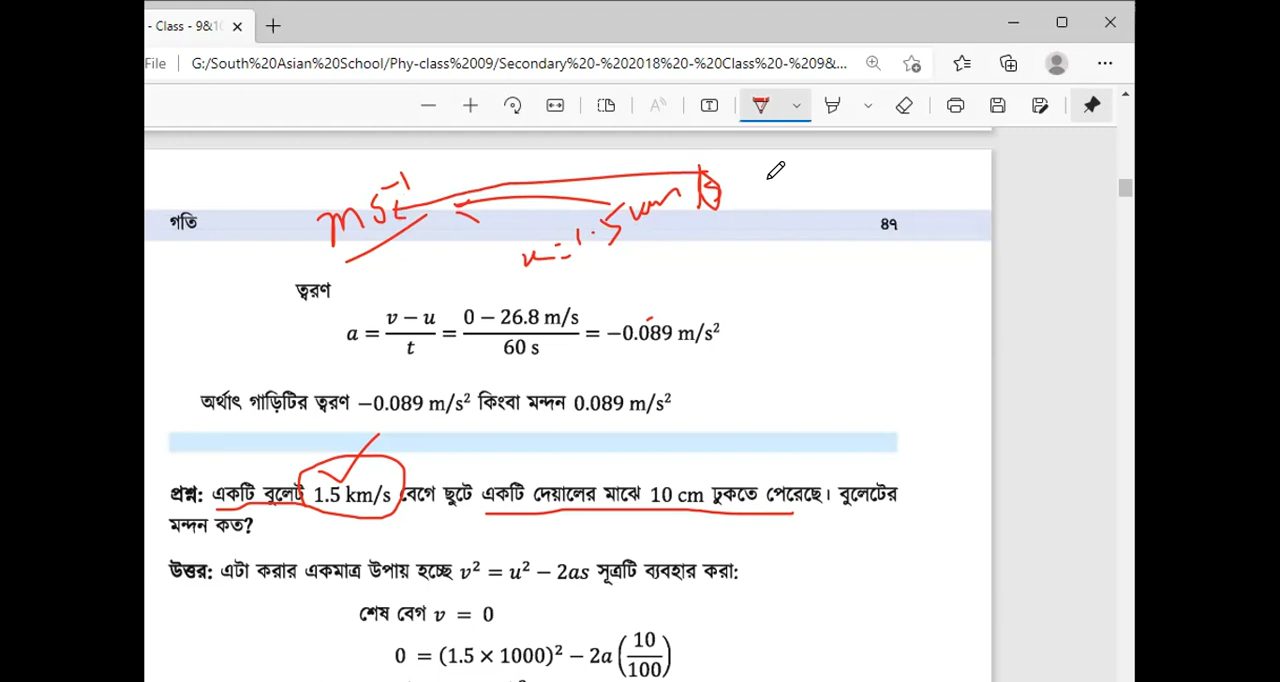 - Class - 9&1
File G:/South%20Asian%20School/Phy-class%2009/Secondary%20-%202018%20-%20Class%20-%209&...
m s⁻¹
u = 1.5
গতি ৪৭
ত্বরণ
a = (v − u)/t = (0 − 26.8 m/s)/(60 s) = −0.089 m/s²
অর্থাৎ গাড়িটির ত্বরণ −0.089 m/s² কিংবা মন্দন 0.089 m/s²
প্রশ্ন: একটি বুলেট 1.5 km/s বেগে ছুটে একটি দেয়ালের মাঝে 10 cm ঢুকতে পেরেছে। বুলেটের
মন্দন কত?
উত্তর: এটা করার একমাত্র উপায় হচ্ছে v² = u² − 2as সূত্রটি ব্যবহার করা:
শেষ বেগ v = 0
0 = (1.5 × 1000)² − 2a(10/100)